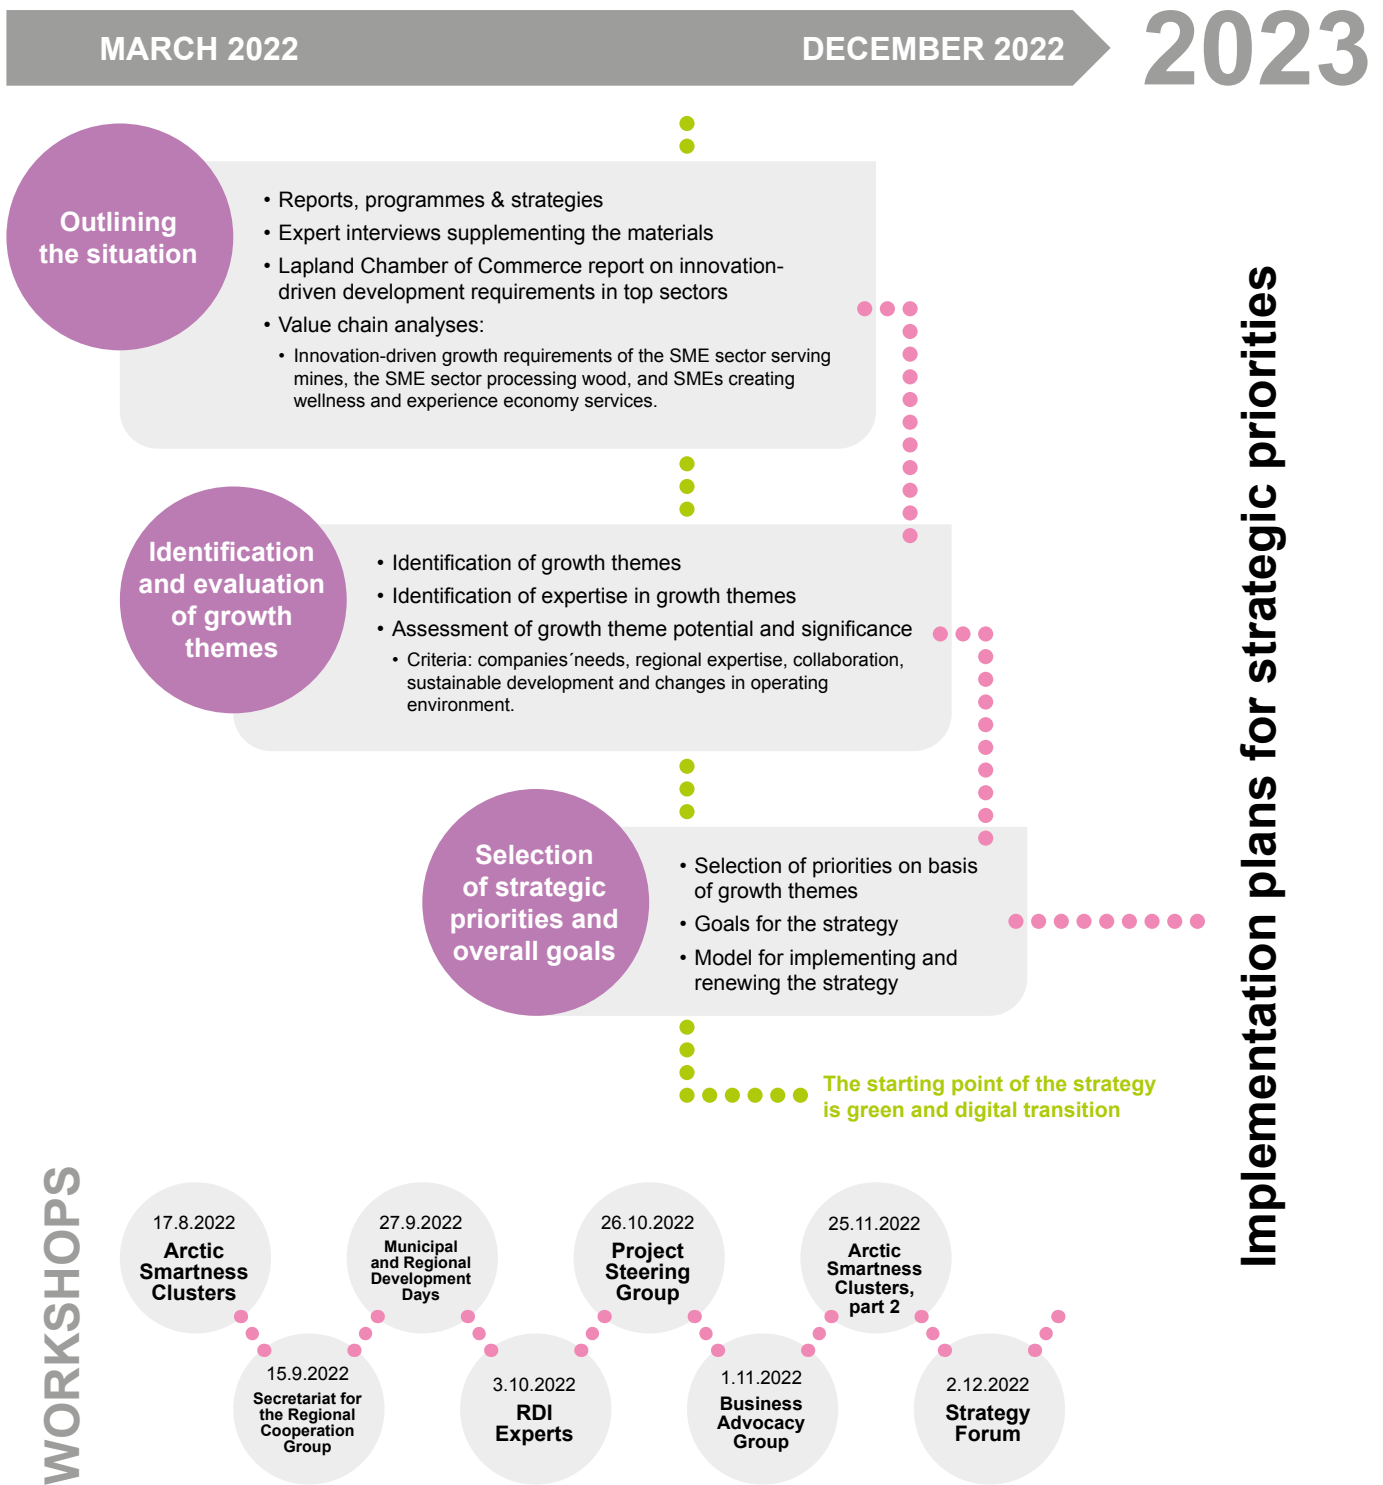 MARCH 2022
DECEMBER 2022
2023
Outlining
the situation
• Reports, programmes & strategies
• Expert interviews supplementing the materials
• Lapland Chamber of Commerce report on innovation-
driven development requirements in top sectors
• Value chain analyses:
• Innovation-driven growth requirements of the SME sector serving
mines, the SME sector processing wood, and SMEs creating
wellness and experience economy services.
Identification
and evaluation
of growth
themes
• Identification of growth themes
• Identification of expertise in growth themes
• Assessment of growth theme potential and significance
• Criteria: companies´needs, regional expertise, collaboration,
sustainable development and changes in operating
environment.
Selection
of strategic
priorities and
overall goals
• Selection of priorities on basis
of growth themes
• Goals for the strategy
• Model for implementing and
renewing the strategy
The starting point of the strategy
is green and digital transition
Implementation plans for strategic priorities
WORKSHOPS
17.8.2022
Arctic
Smartness
Clusters
15.9.2022
Secretariat for
the Regional
Cooperation
Group
27.9.2022
Municipal
and Regional
Development
Days
3.10.2022
RDI
Experts
26.10.2022
Project
Steering
Group
1.11.2022
Business
Advocacy
Group
25.11.2022
Arctic
Smartness
Clusters,
part 2
2.12.2022
Strategy
Forum